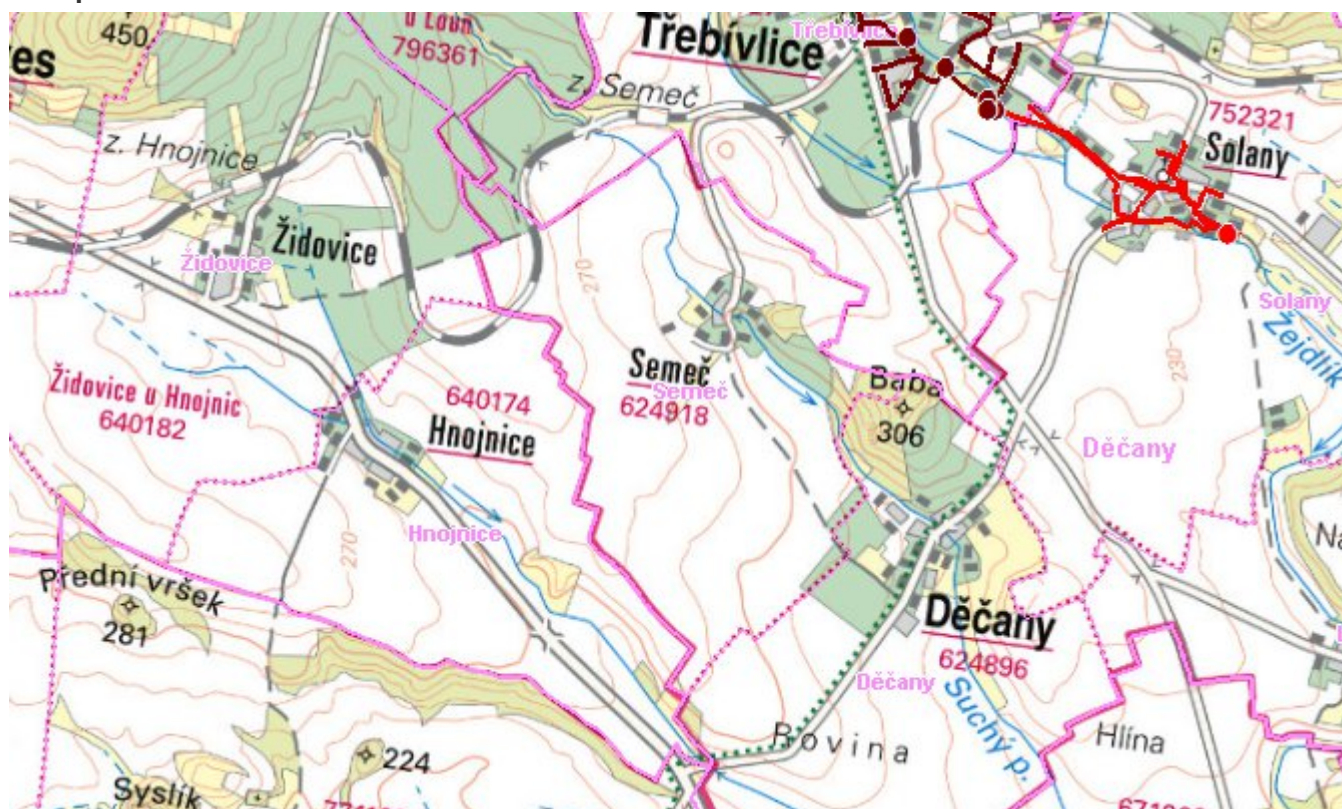 450
u Loun
796361
Třebívlice
Třebívlice
z. Semeč
752321
Solany
z. Hnojnice
Židovice
Židovice
270
Solany
Žejdlík
Židovice u Hnojnic
640182
640174
Hnojnice
Semeč
Semeč
624918
Baba
306
230
Děčany
Hnojnice
270
Přední vršek
281
Děčany
624896
Děčany
Suchý p.
Rovina
Hlína
224
Syslík